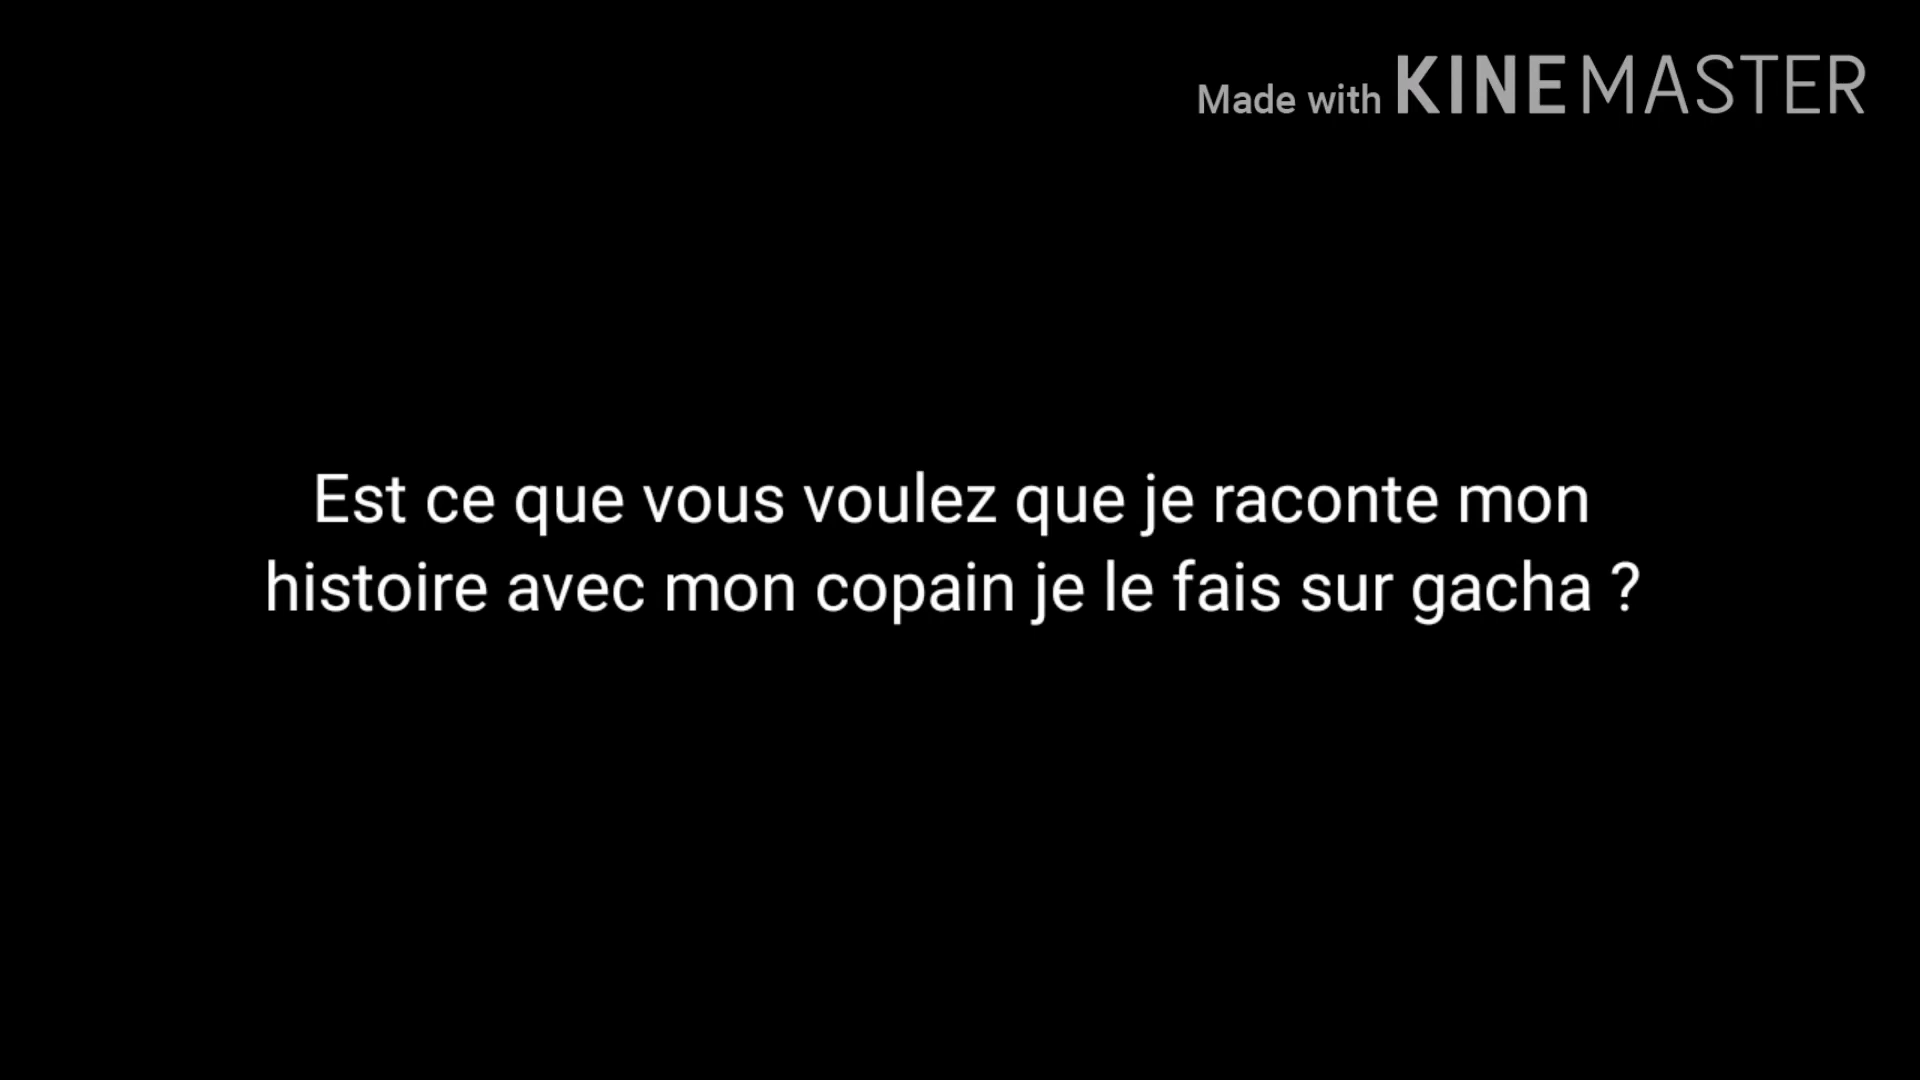 Made with KINEMASTER
Est ce que vous voulez que je raconte mon
histoire avec mon copain je le fais sur gacha ?